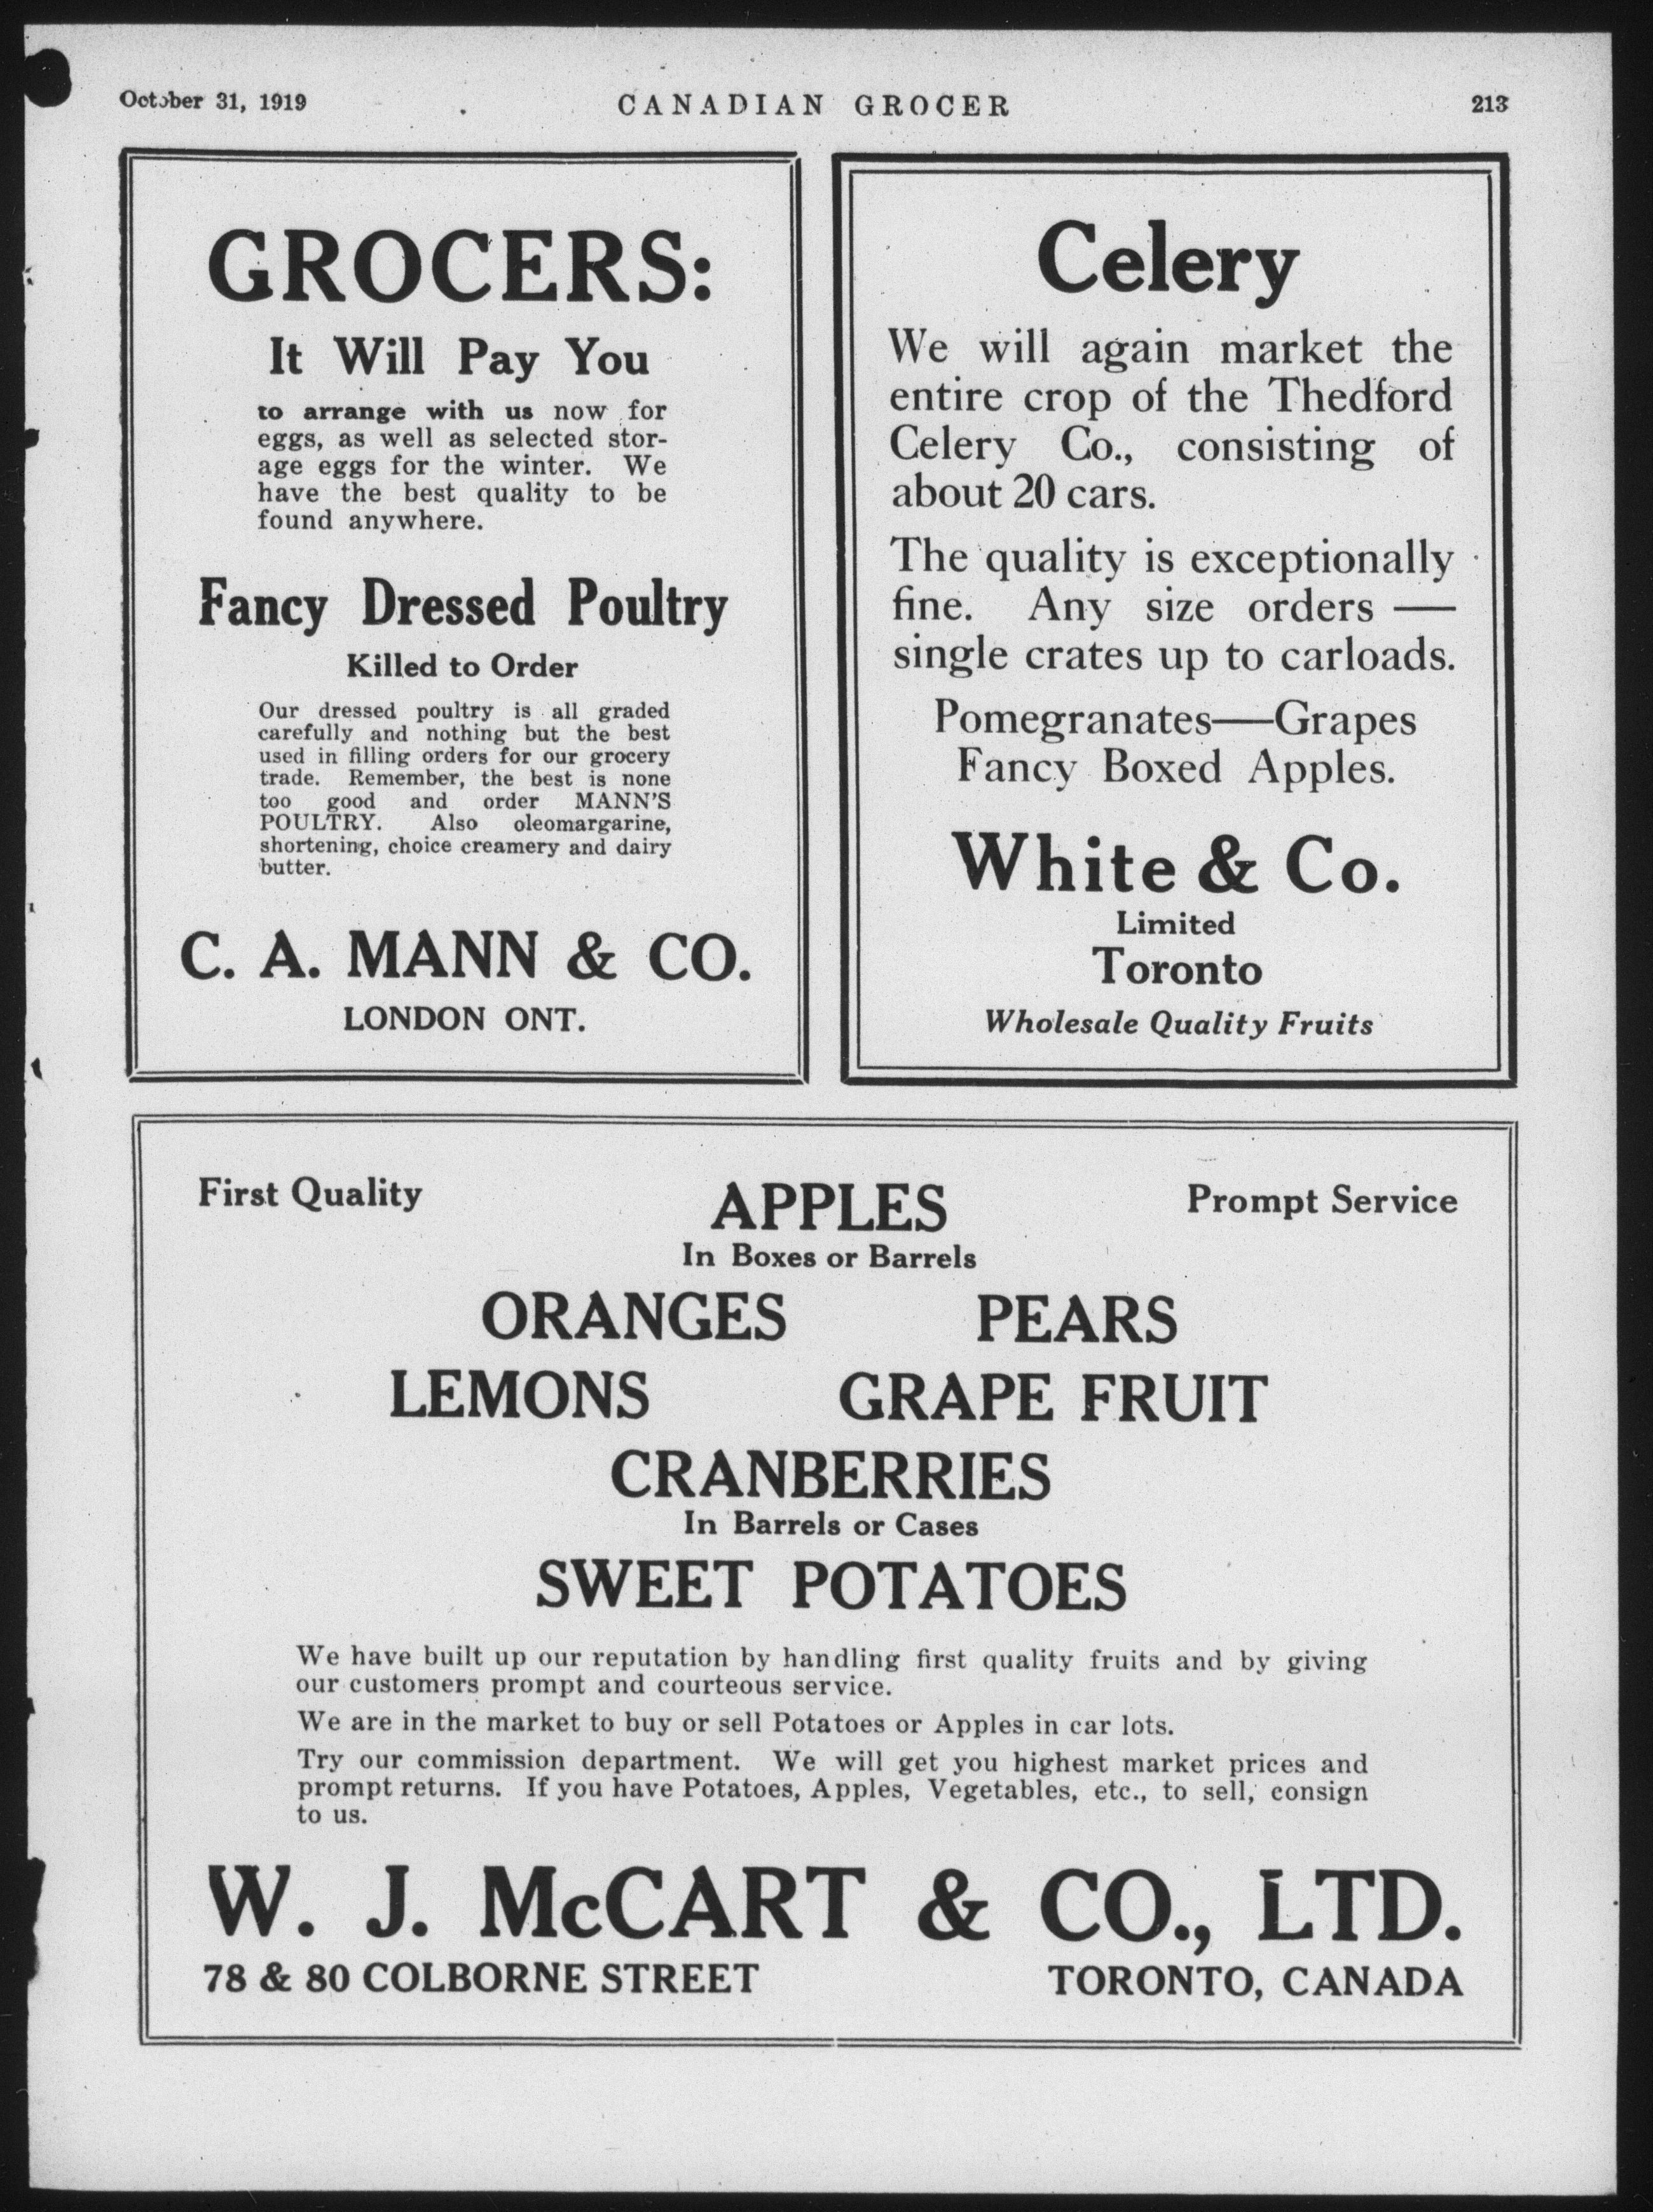 October 31, 1919 CANADIAN GROCER 213
GROCERS:
It Will Pay You
to arrange with us now for
eggs, as well as selected stor-
age eggs for the winter. We
have the best quality to be
found anywhere.
Fancy Dressed Poultry
Killed to Order
Our dressed poultry is all graded
carefully and nothing but the best
used in filling orders for our grocery
trade. Remember, the best is none
too good and order MANN'S
POULTRY. Also oleomargarine,
shortening, choice creamery and dairy
butter.
C. A. MANN & CO.
LONDON ONT.
Celery
We will again market the
entire crop of the Thedford
Celery Co., consisting of
about 20 cars.
The quality is exceptionally
fine. Any size orders —
single crates up to carloads.
Pomegranates—Grapes
Fancy Boxed Apples.
White & Co.
Limited
Toronto
Wholesale Quality Fruits
First Quality APPLES Prompt Service
In Boxes or Barrels
ORANGES PEARS
LEMONS GRAPE FRUIT
CRANBERRIES
In Barrels or Cases
SWEET POTATOES
We have built up our reputation by handling first quality fruits and by giving
our customers prompt and courteous service.
We are in the market to buy or sell Potatoes or Apples in car lots.
Try our commission department. We will get you highest market prices and
prompt returns. If you have Potatoes, Apples, Vegetables, etc., to sell, consign
to us.
W. J. McCART & CO., LTD.
78 & 80 COLBORNE STREET TORONTO, CANADA